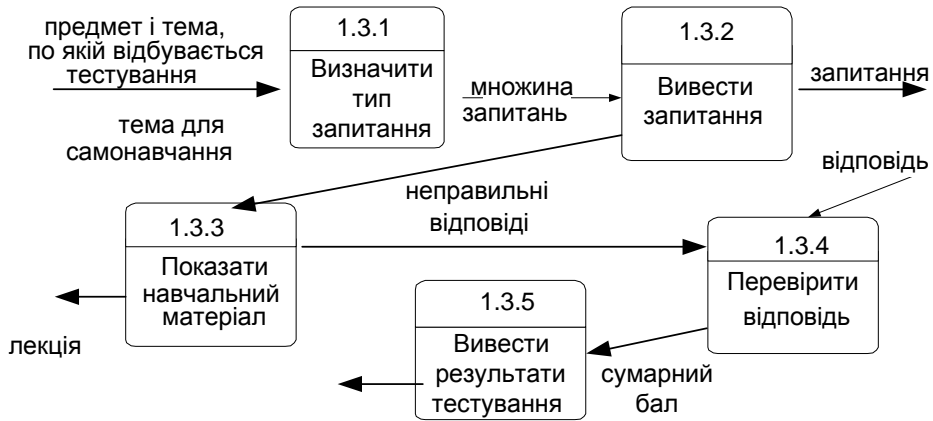 предмет і тема,
по якій відбувається
тестування
1.3.1
Визначити
тип
запитання
множина
запитань
1.3.2
Вивести
запитання
запитання
тема для
самонавчання
відповідь
неправильні
відповіді
1.3.3
Показати
навчальний
матеріал
лекція
1.3.4
Перевірити
відповідь
1.3.5
Вивести
результати
тестування
сумарний
бал